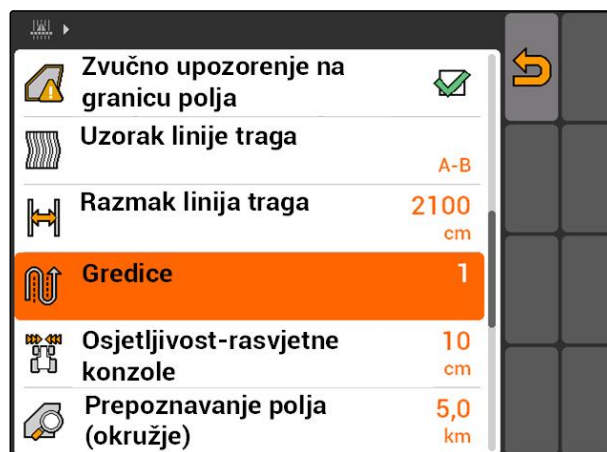 Zvučno upozorenje na
granicu polja
Uzorak linije traga
A-B
Razmak linija traga
2100
cm
Gredice
1
Osjetljivost-rasvjetne
konzole
10
cm
Prepoznavanje polja
(okružje)
5,0
km